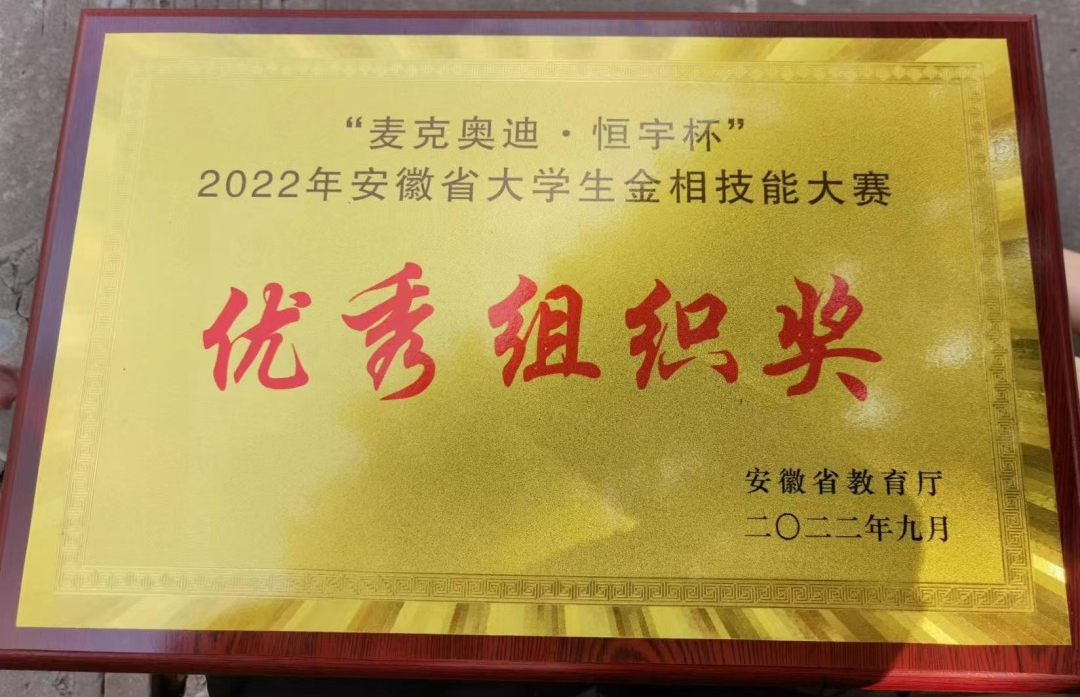 “麦克奥迪·恒宇杯”
2022年安徽省大学生金相技能大赛
优秀组织奖
安徽省教育厅
二〇二二年九月